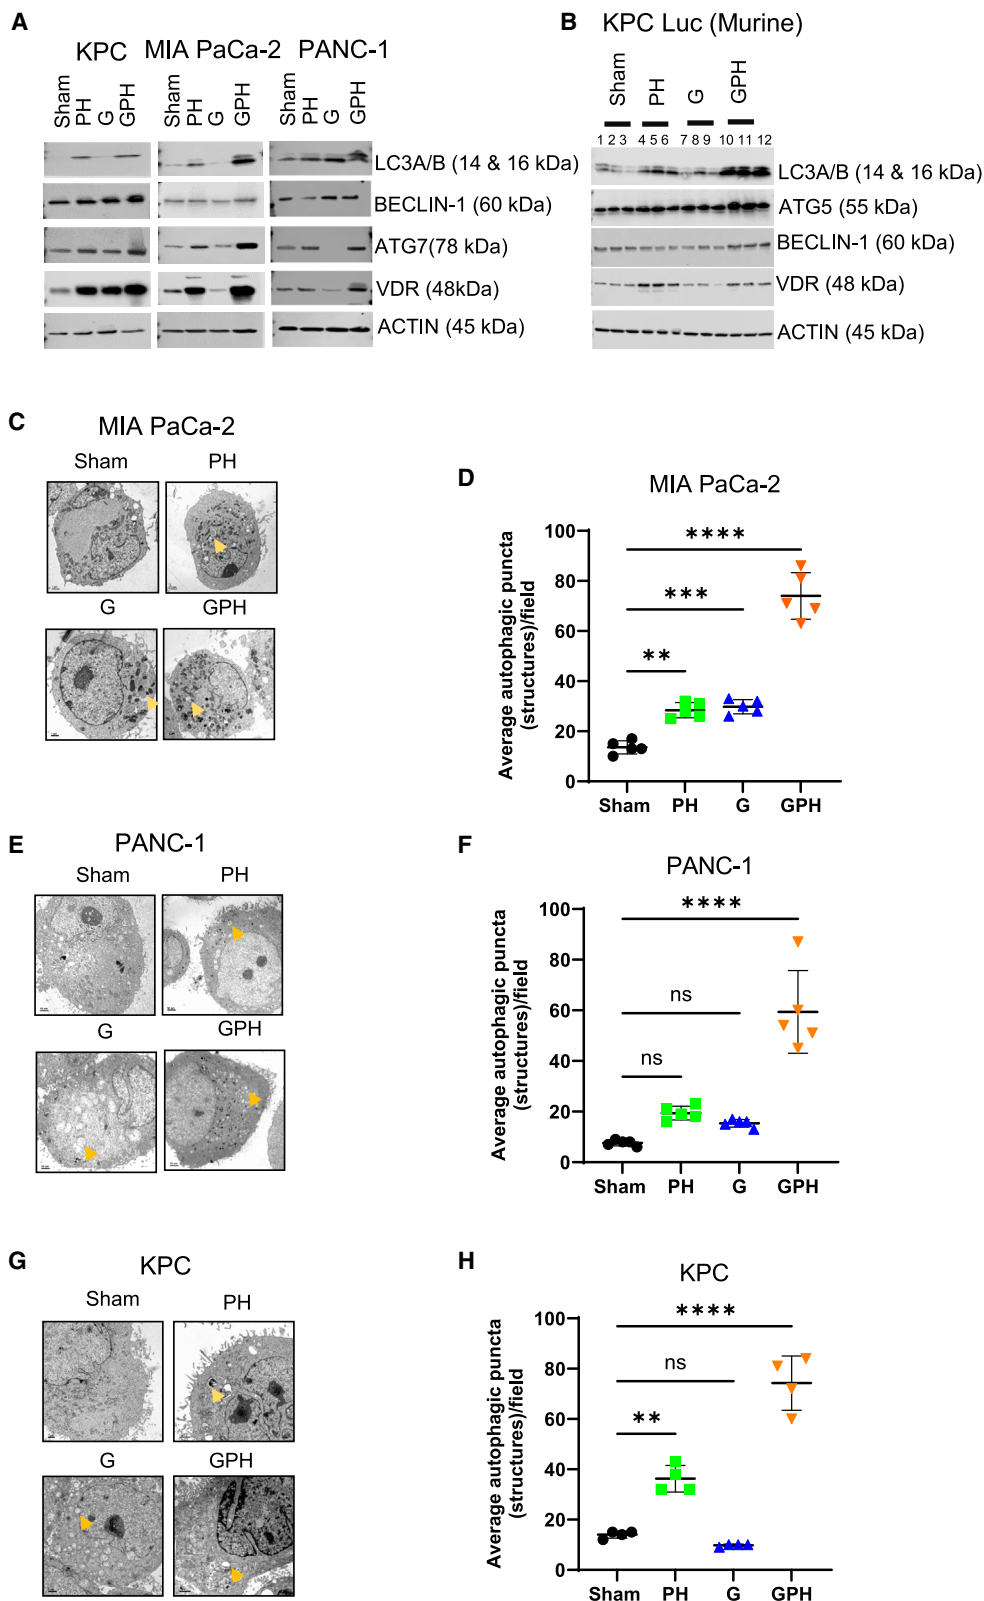 A
KPC MIA PaCa-2 PANC-1
Sham PH G GPH Sham PH G GPH Sham PH G GPH
LC3A/B (14 & 16 kDa)
BECLIN-1 (60 kDa)
ATG7(78 kDa)
VDR (48kDa)
ACTIN (45 kDa)
B KPC Luc (Murine)
Sham PH G GPH
1 2 3 4 5 6 7 8 9 10 11 12
LC3A/B (14 & 16 kDa)
ATG5 (55 kDa)
BECLIN-1 (60 kDa)
VDR (48 kDa)
ACTIN (45 kDa)
C
MIA PaCa-2
Sham PH
G GPH
D
MIA PaCa-2
Average autophagic puncta
(structures)/field
100
80
60
40
20
0
****
***
**
Sham PH G GPH
E
PANC-1
Sham PH
G GPH
F
PANC-1
Average autophagic puncta
(structures)/field
100
80
60
40
20
0
****
ns
ns
Sham PH G GPH
G
KPC
Sham PH
G GPH
H
KPC
Average autophagic puncta
(structures)/field
100
80
60
40
20
0
****
ns
**
Sham PH G GPH